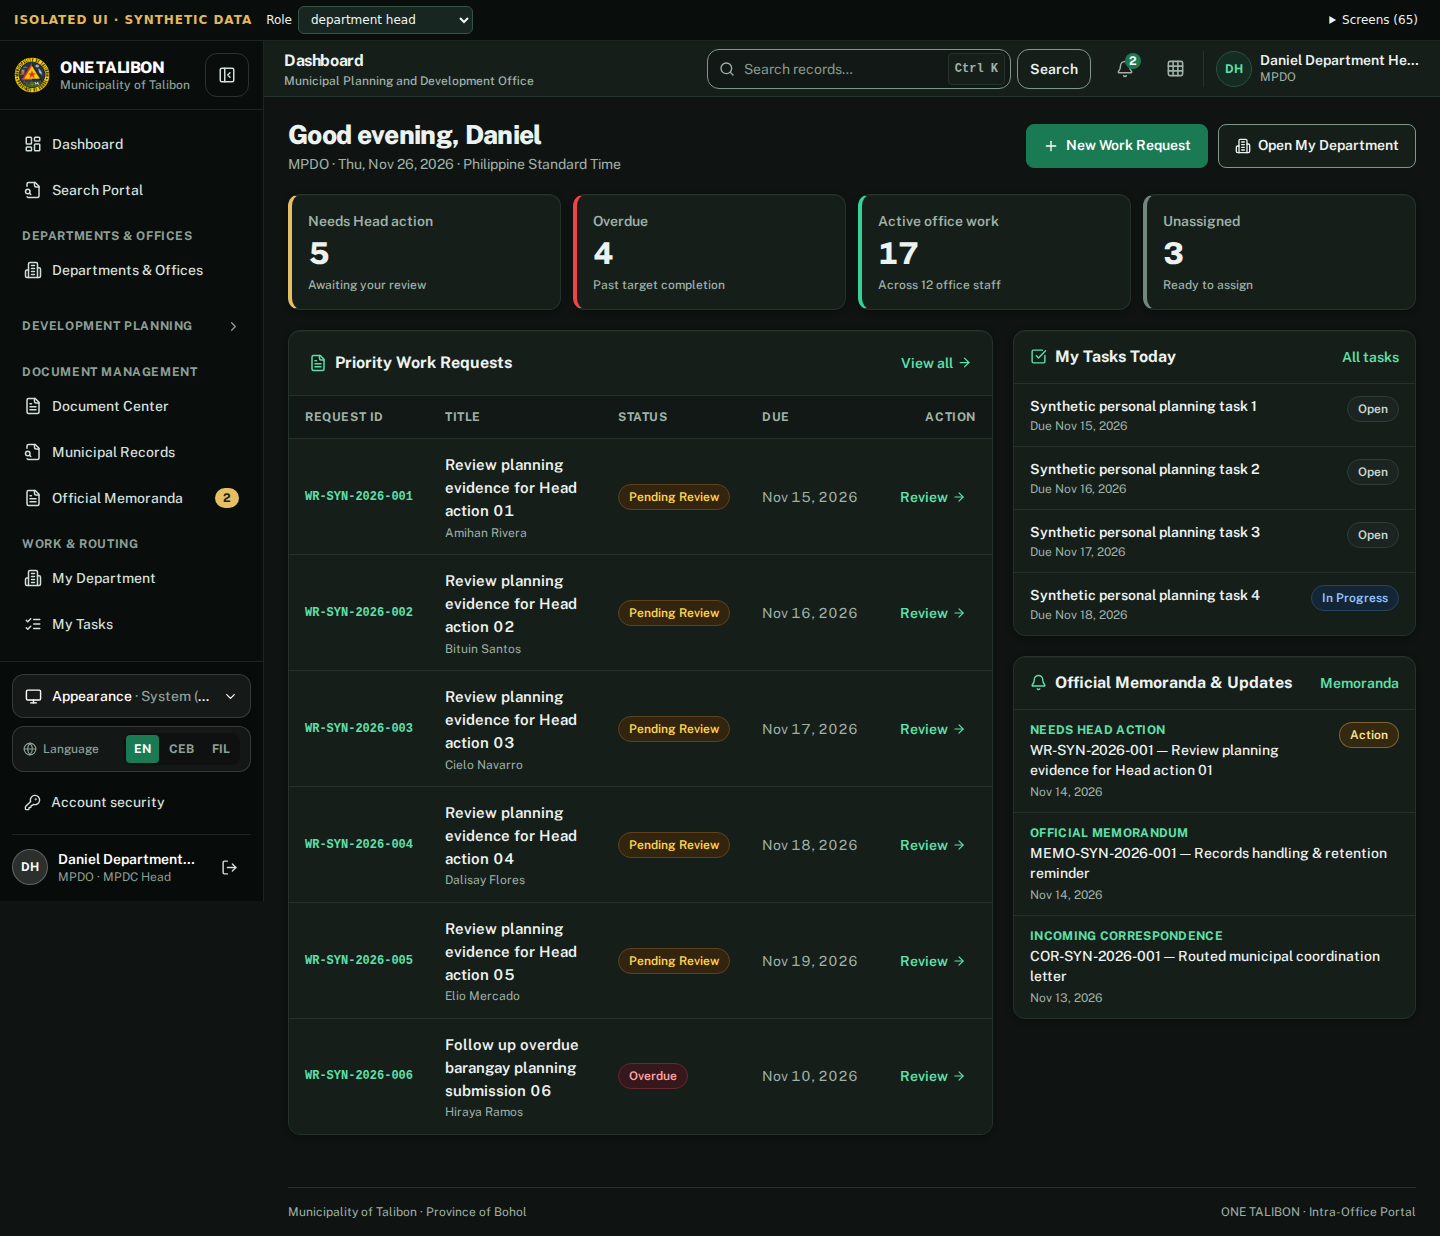 ISOLATED UI · SYNTHETIC DATA Role department head Screens (65)
ONE TALIBON
Municipality of Talibon
Dashboard
Municipal Planning and Development Office
Search records... Ctrl K Search
2
DH Daniel Department He...
MPDO
Dashboard
Search Portal
DEPARTMENTS & OFFICES
Departments & Offices
DEVELOPMENT PLANNING
DOCUMENT MANAGEMENT
Document Center
Municipal Records
Official Memoranda 2
WORK & ROUTING
My Department
My Tasks
Appearance · System (...
Language EN CEB FIL
Account security
DH Daniel Department...
MPDO · MPDC Head
Good evening, Daniel
MPDO · Thu, Nov 26, 2026 · Philippine Standard Time
New Work Request
Open My Department
Needs Head action
5
Awaiting your review
Overdue
4
Past target completion
Active office work
17
Across 12 office staff
Unassigned
3
Ready to assign
Priority Work Requests View all
REQUEST ID TITLE STATUS DUE ACTION
WR-SYN-2026-001
Review planning
evidence for Head
action 01
Amihan Rivera
Pending Review
Nov 15, 2026
Review
WR-SYN-2026-002
Review planning
evidence for Head
action 02
Bituin Santos
Pending Review
Nov 16, 2026
Review
WR-SYN-2026-003
Review planning
evidence for Head
action 03
Cielo Navarro
Pending Review
Nov 17, 2026
Review
WR-SYN-2026-004
Review planning
evidence for Head
action 04
Dalisay Flores
Pending Review
Nov 18, 2026
Review
WR-SYN-2026-005
Review planning
evidence for Head
action 05
Elio Mercado
Pending Review
Nov 19, 2026
Review
WR-SYN-2026-006
Follow up overdue
barangay planning
submission 06
Hiraya Ramos
Overdue
Nov 10, 2026
Review
My Tasks Today All tasks
Synthetic personal planning task 1 Open
Due Nov 15, 2026
Synthetic personal planning task 2 Open
Due Nov 16, 2026
Synthetic personal planning task 3 Open
Due Nov 17, 2026
Synthetic personal planning task 4 In Progress
Due Nov 18, 2026
Official Memoranda & Updates Memoranda
NEEDS HEAD ACTION Action
WR-SYN-2026-001 — Review planning
evidence for Head action 01
Nov 14, 2026
OFFICIAL MEMORANDUM
MEMO-SYN-2026-001 — Records handling & retention
reminder
Nov 14, 2026
INCOMING CORRESPONDENCE
COR-SYN-2026-001 — Routed municipal coordination
letter
Nov 13, 2026
Municipality of Talibon · Province of Bohol
ONE TALIBON · Intra-Office Portal